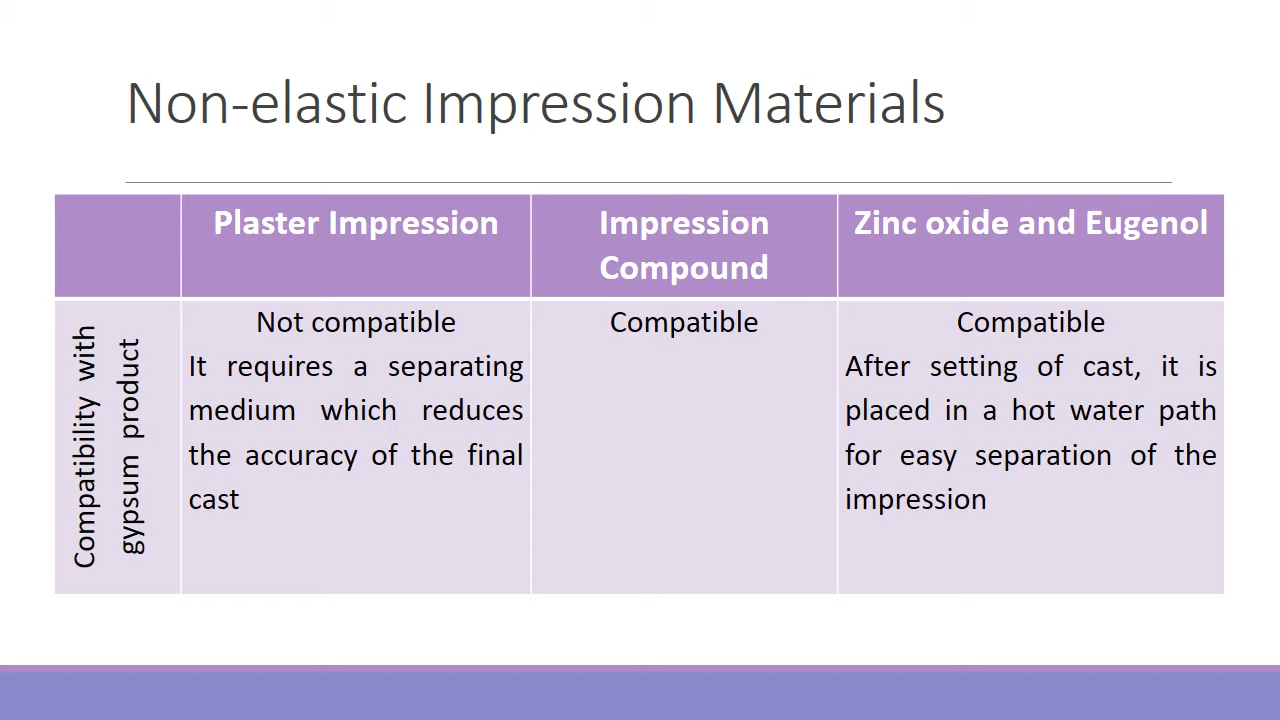 Non-elastic Impression Materials
Plaster Impression
Impression
Compound
Zinc oxide and Eugenol
Compatibility with
gypsum product
Not compatible
It requires a separating
medium which reduces
the accuracy of the final
cast
Compatible
Compatible
After setting of cast, it is
placed in a hot water path
for easy separation of the
impression